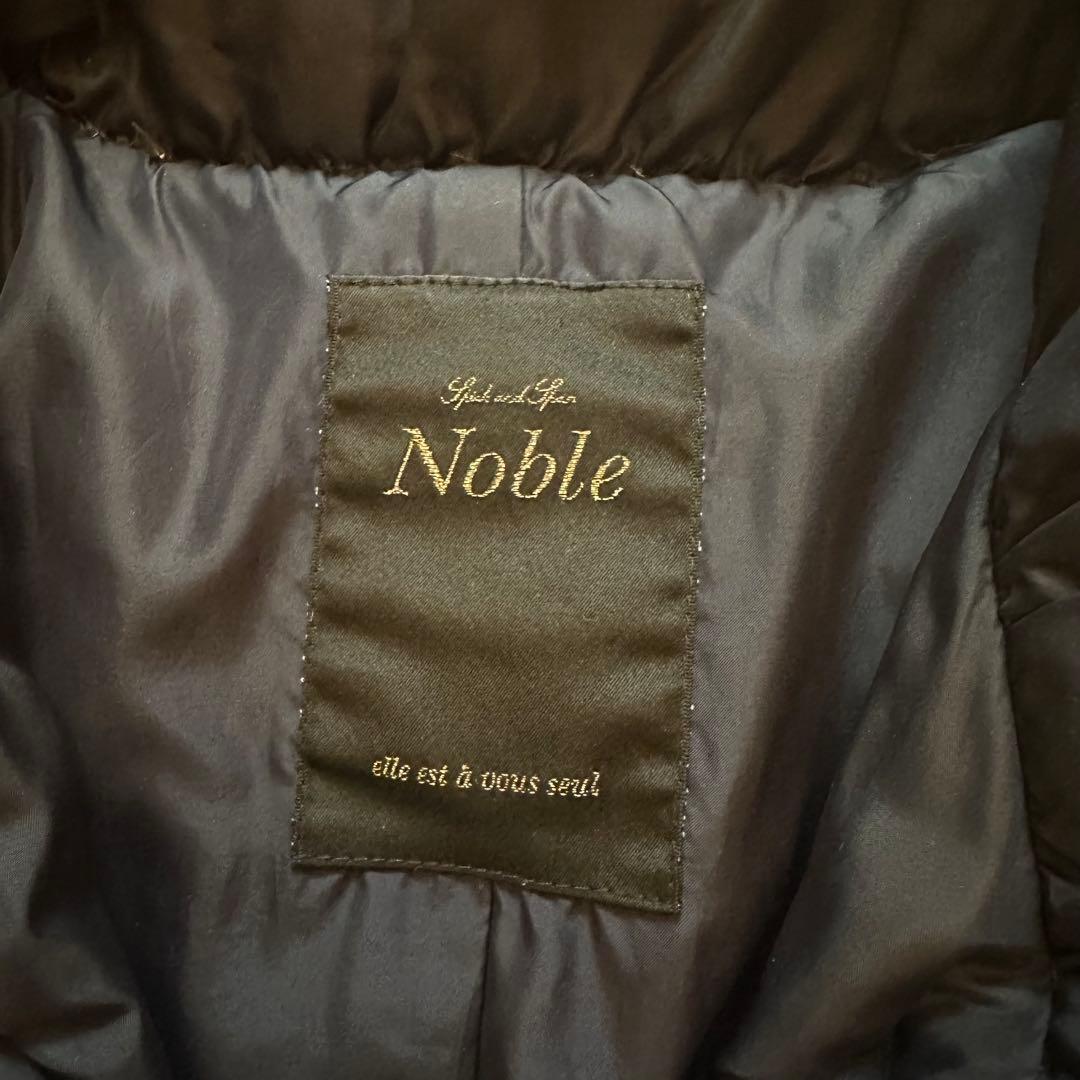 Spick and Span
Noble
elle est à vous seul